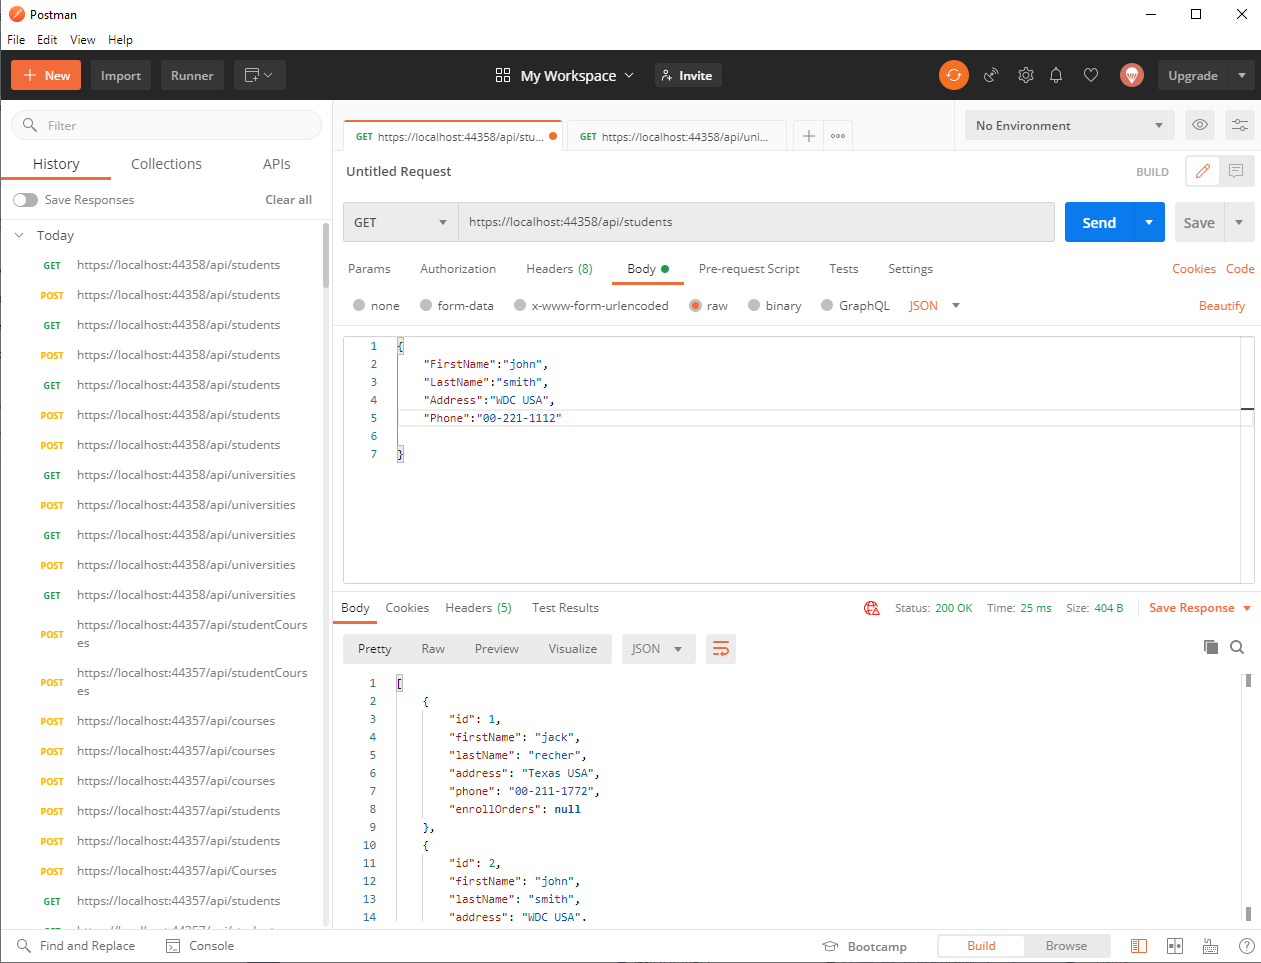 Postman
File Edit View Help
New Import Runner My Workspace Invite Upgrade
Filter
History Collections APIs
Save Responses Clear all
Today
GET https://localhost:44358/api/students
POST https://localhost:44358/api/students
GET https://localhost:44358/api/students
POST https://localhost:44358/api/students
GET https://localhost:44358/api/students
POST https://localhost:44358/api/students
POST https://localhost:44358/api/students
GET https://localhost:44358/api/universities
POST https://localhost:44358/api/universities
GET https://localhost:44358/api/universities
POST https://localhost:44358/api/universities
GET https://localhost:44358/api/universities
POST https://localhost:44357/api/studentCours
es
POST https://localhost:44357/api/studentCours
es
POST https://localhost:44357/api/courses
POST https://localhost:44357/api/courses
POST https://localhost:44357/api/courses
POST https://localhost:44357/api/students
POST https://localhost:44357/api/students
POST https://localhost:44357/api/Courses
GET https://localhost:44357/api/students
GET https://localhost:44358/api/stu... GET https://localhost:44358/api/uni... No Environment
Untitled Request BUILD
GET https://localhost:44358/api/students Send Save
Params Authorization Headers (8) Body Pre-request Script Tests Settings Cookies Code
none form-data x-www-form-urlencoded raw binary GraphQL JSON Beautify
1 {
2 "FirstName":"john",
3 "LastName":"smith",
4 "Address":"WDC USA",
5 "Phone":"00-221-1112"
6
7 }
Body Cookies Headers (5) Test Results Status: 200 OK Time: 25 ms Size: 404 B Save Response
Pretty Raw Preview Visualize JSON
1 [
2 {
3 "id": 1,
4 "firstName": "jack",
5 "lastName": "recher",
6 "address": "Texas USA",
7 "phone": "00-211-1772",
8 "enrollOrders": null
9 },
10 {
11 "id": 2,
12 "firstName": "john",
13 "lastName": "smith",
14 "address": "WDC USA",
Find and Replace Console Bootcamp Build Browse